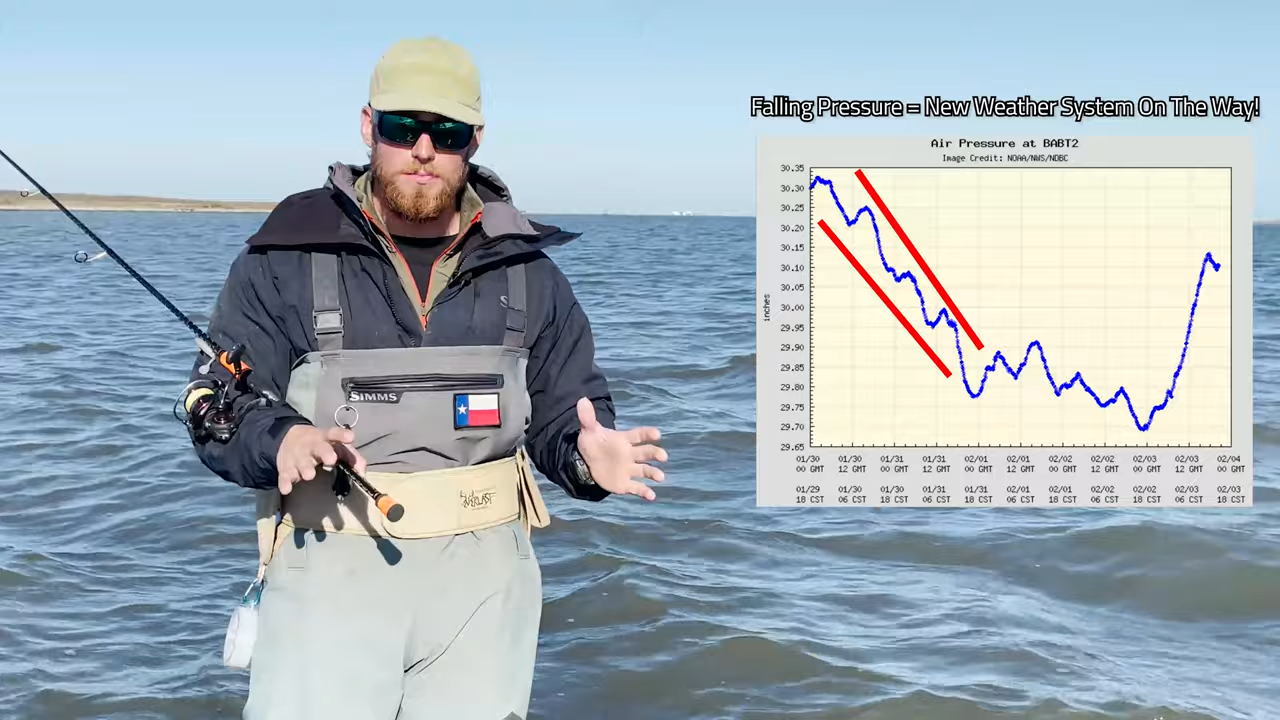 Falling Pressure = New Weather System On The Way!
Air Pressure at BABT2
Image Credit: NOAA/NWS/NDBC
inches
30.35
30.30
30.25
30.20
30.15
30.10
30.05
30.00
29.95
29.90
29.85
29.80
29.75
29.70
29.65
01/30 01/30 01/31 01/31 02/01 02/01 02/02 02/02 02/03 02/03 02/04
00 GMT 12 GMT 00 GMT 12 GMT 00 GMT 12 GMT 00 GMT 12 GMT 00 GMT 12 GMT 00 GMT
01/29 01/30 01/30 01/31 01/31 02/01 02/01 02/02 02/02 02/03 02/03
18 CST 06 CST 18 CST 06 CST 18 CST 06 CST 18 CST 06 CST 18 CST 06 CST 18 CST
SIMMS